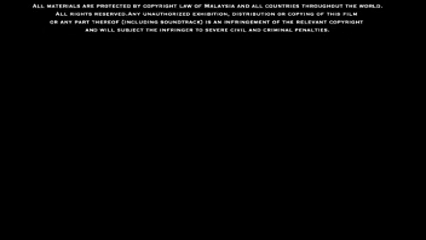 All materials are protected by copyright law of Malaysia and all countries throughout the world.
All rights reserved.Any unauthorized exhibition, distribution or copying of this film
or any part thereof (including soundtrack) is an infringement of the relevant copyright
and will subject the infringer to severe civil and criminal penalties.